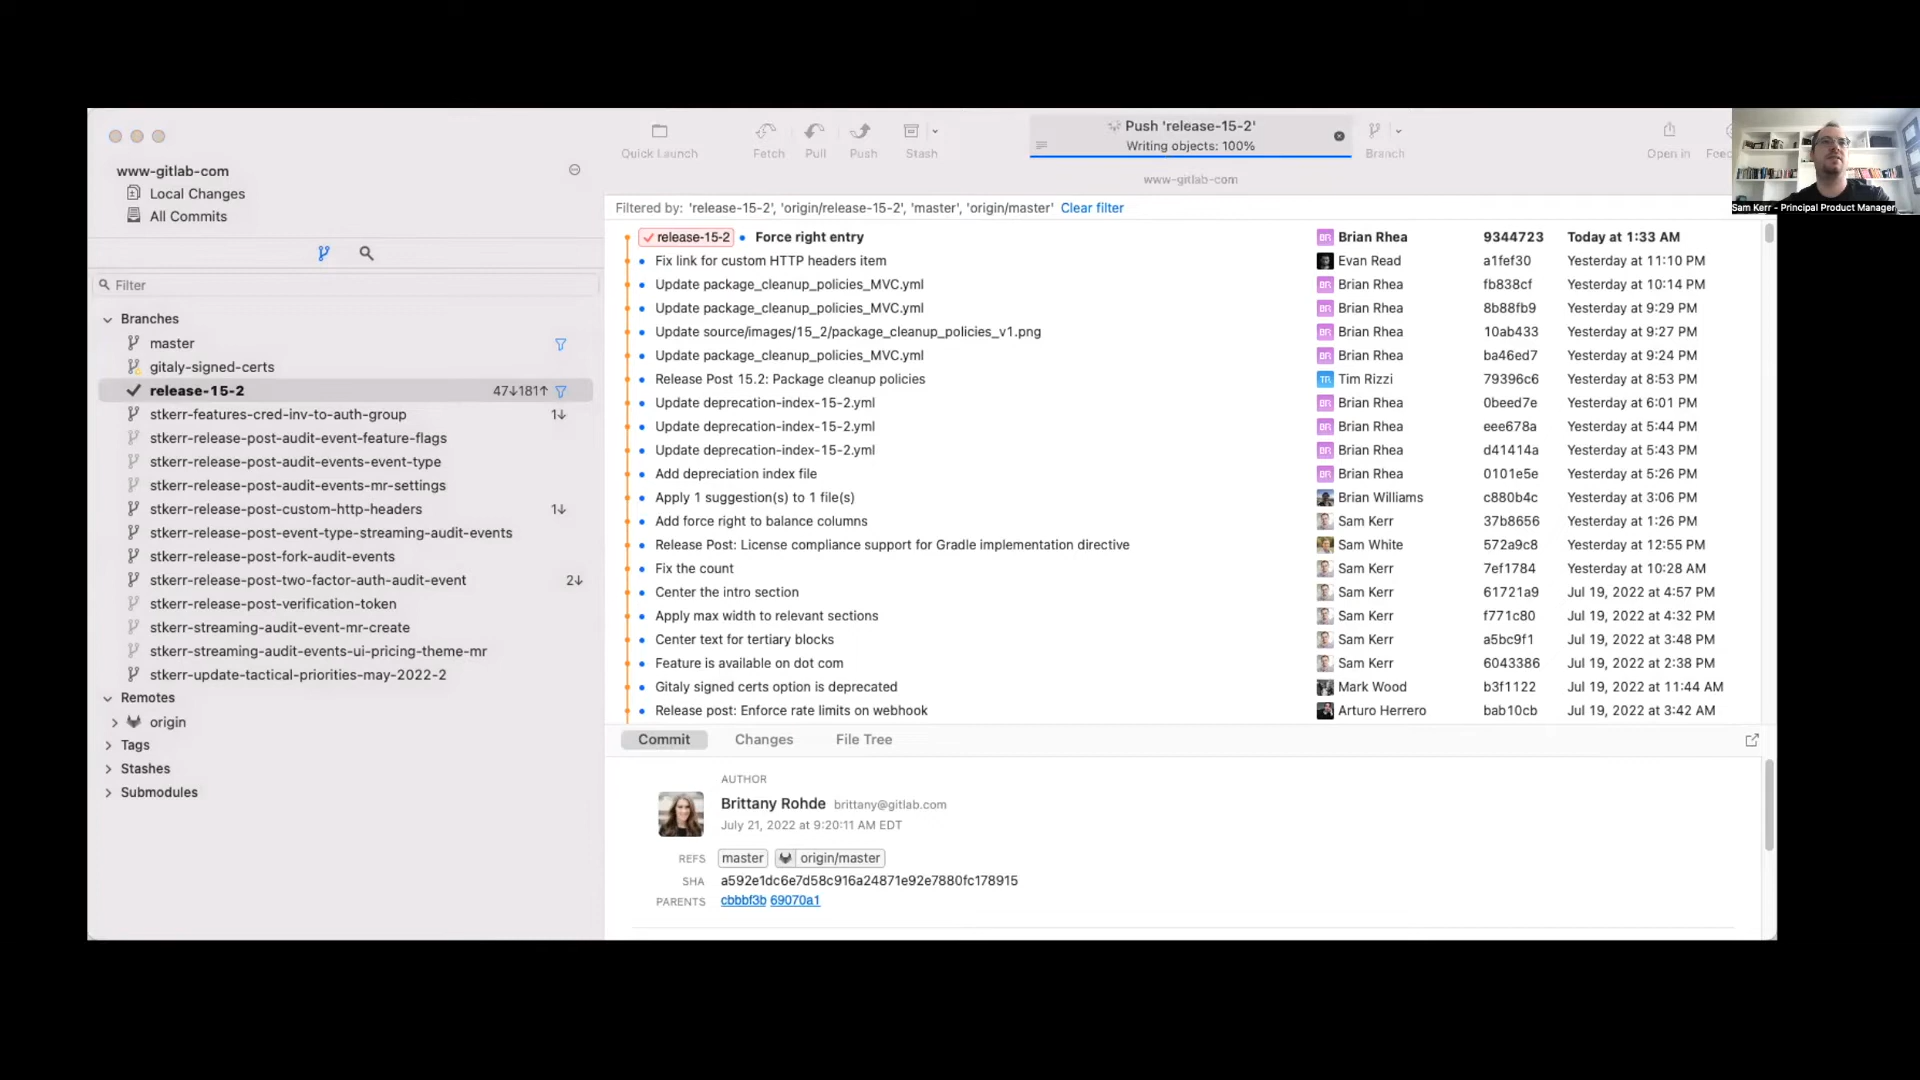 Push 'release-15-2'
Writing objects: 100%
Quick Launch
Fetch
Pull
Push
Stash
Branch
Open in
www-gitlab-com
www-gitlab-com
Local Changes
All Commits
Filter
Branches
master
gitaly-signed-certs
release-15-2 47↓181↑
stkerr-features-cred-inv-to-auth-group 1↓
stkerr-release-post-audit-event-feature-flags
stkerr-release-post-audit-events-event-type
stkerr-release-post-audit-events-mr-settings
stkerr-release-post-custom-http-headers 1↓
stkerr-release-post-event-type-streaming-audit-events
stkerr-release-post-fork-audit-events
stkerr-release-post-two-factor-auth-audit-event 2↓
stkerr-release-post-verification-token
stkerr-streaming-audit-event-mr-create
stkerr-streaming-audit-events-ui-pricing-theme-mr
stkerr-update-tactical-priorities-may-2022-2
Remotes
origin
Tags
Stashes
Submodules
Sam Kerr - Principal Product Manager
Filtered by: 'release-15-2', 'origin/release-15-2', 'master', 'origin/master' Clear filter
release-15-2 Force right entry BR Brian Rhea 9344723 Today at 1:33 AM
Fix link for custom HTTP headers item Evan Read a1fef30 Yesterday at 11:10 PM
Update package_cleanup_policies_MVC.yml BR Brian Rhea fb838cf Yesterday at 10:14 PM
Update package_cleanup_policies_MVC.yml BR Brian Rhea 8b88fb9 Yesterday at 9:29 PM
Update source/images/15_2/package_cleanup_policies_v1.png BR Brian Rhea 10ab433 Yesterday at 9:27 PM
Update package_cleanup_policies_MVC.yml BR Brian Rhea ba46ed7 Yesterday at 9:24 PM
Release Post 15.2: Package cleanup policies TR Tim Rizzi 79396c6 Yesterday at 8:53 PM
Update deprecation-index-15-2.yml BR Brian Rhea 0beed7e Yesterday at 6:01 PM
Update deprecation-index-15-2.yml BR Brian Rhea eee678a Yesterday at 5:44 PM
Update deprecation-index-15-2.yml BR Brian Rhea d41414a Yesterday at 5:43 PM
Add depreciation index file BR Brian Rhea 0101e5e Yesterday at 5:26 PM
Apply 1 suggestion(s) to 1 file(s) Brian Williams c880b4c Yesterday at 3:06 PM
Add force right to balance columns Sam Kerr 37b8656 Yesterday at 1:26 PM
Release Post: License compliance support for Gradle implementation directive Sam White 572a9c8 Yesterday at 12:55 PM
Fix the count Sam Kerr 7ef1784 Yesterday at 10:28 AM
Center the intro section Sam Kerr 61721a9 Jul 19, 2022 at 4:57 PM
Apply max width to relevant sections Sam Kerr f771c80 Jul 19, 2022 at 4:32 PM
Center text for tertiary blocks Sam Kerr a5bc9f1 Jul 19, 2022 at 3:48 PM
Feature is available on dot com Sam Kerr 6043386 Jul 19, 2022 at 2:38 PM
Gitaly signed certs option is deprecated Mark Wood b3f1122 Jul 19, 2022 at 11:44 AM
Release post: Enforce rate limits on webhook Arturo Herrero bab10cb Jul 19, 2022 at 3:42 AM
Commit Changes File Tree
AUTHOR
Brittany Rohde brittany@gitlab.com
July 21, 2022 at 9:20:11 AM EDT
REFS master origin/master
SHA a592e1dc6e7d58c916a24871e92e7880fc178915
PARENTS cbbbf3b 69070a1